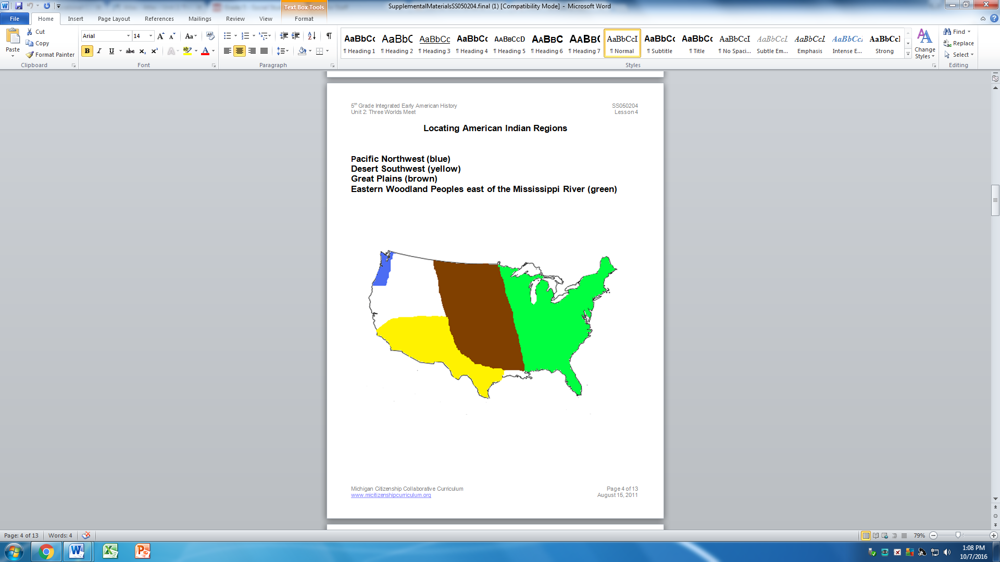 SupplementalMaterialsSS050204.final (1) [Compatibility Mode] - Microsoft Word
Text Box Tools
File Home Insert Page Layout References Mailings Review View Format
Paste
Cut
Copy
Format Painter
Clipboard
Arial 14
Font
Paragraph
AaBbCc AaBbC AaBbCc AaBbCc AaBbCcD AaBbC AaBbC AaBbCcI AaBbCc AaBbCc AaBbCcI AaBbCcI AaBbCcI AaBbCcI AaBbCcI
¶ Heading 1 ¶ Heading 2 ¶ Heading 3 ¶ Heading 4 ¶ Heading 5 ¶ Heading 6 ¶ Heading 7 ¶ Normal ¶ Subtitle ¶ Title ¶ No Spaci... Subtle Em... Emphasis Intense E... Strong
Styles
Change
Styles
Find
Replace
Select
Editing
5th Grade Integrated Early American History SS050204
Unit 2: Three Worlds Meet Lesson 4
Locating American Indian Regions
Pacific Northwest (blue)
Desert Southwest (yellow)
Great Plains (brown)
Eastern Woodland Peoples east of the Mississippi River (green)
Michigan Citizenship Collaborative Curriculum Page 4 of 13
www.micitizenshipcurriculum.org August 15, 2011
Page: 4 of 13 Words: 4 79%
1:08 PM
10/7/2016